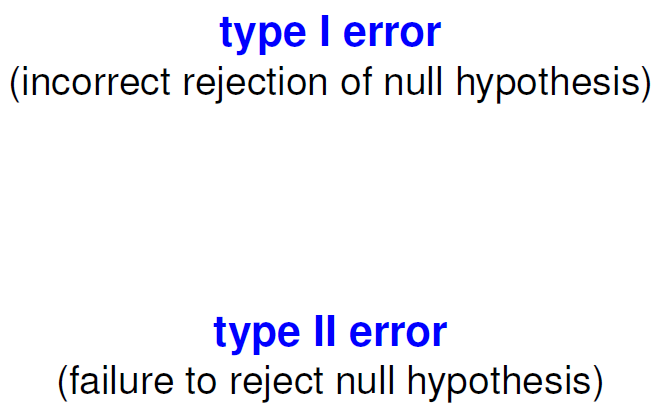 type I error
(incorrect rejection of null hypothesis)
type II error
(failure to reject null hypothesis)